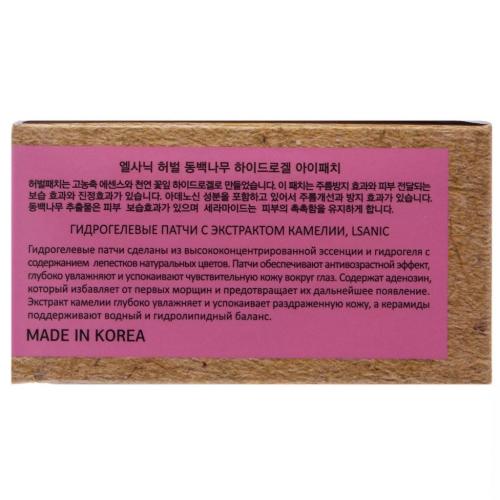 엘사닉 허벌 동백나무 하이드로겔 아이패치
허벌패치는 고농축 에센스와 천연 꽃잎 하이드로겔로 만들었습니다. 이 패치는 주름방지 효과와 피부 전달되는
보습 효과와 진정효과가 있습니다. 아데노신 성분을 포함하고 있어서 주름개선과 방지 효과가 있습니다.
동백나무 추출물은 피부 보습효과가 있으며 세라마이드는 피부의 촉촉함을 유지하게 합니다.
ГИДРОГЕЛЕВЫЕ ПАТЧИ С ЭКСТРАКТОМ КАМЕЛИИ, LSANIC
Гидрогелевые патчи сделаны из высококонцентрированной эссенции и гидрогеля с
содержанием лепестков натуральных цветов. Патчи обеспечивают антивозрастной эффект,
глубоко увлажняют и успокаивают чувствительную кожу вокруг глаз. Содержат аденозин,
который избавляет от первых морщин и предотвращает их дальнейшее появление.
Экстракт камелии глубоко увлажняет и успокаивает раздраженную кожу, а керамиды
поддерживают водный и гидролипидный баланс.
MADE IN KOREA